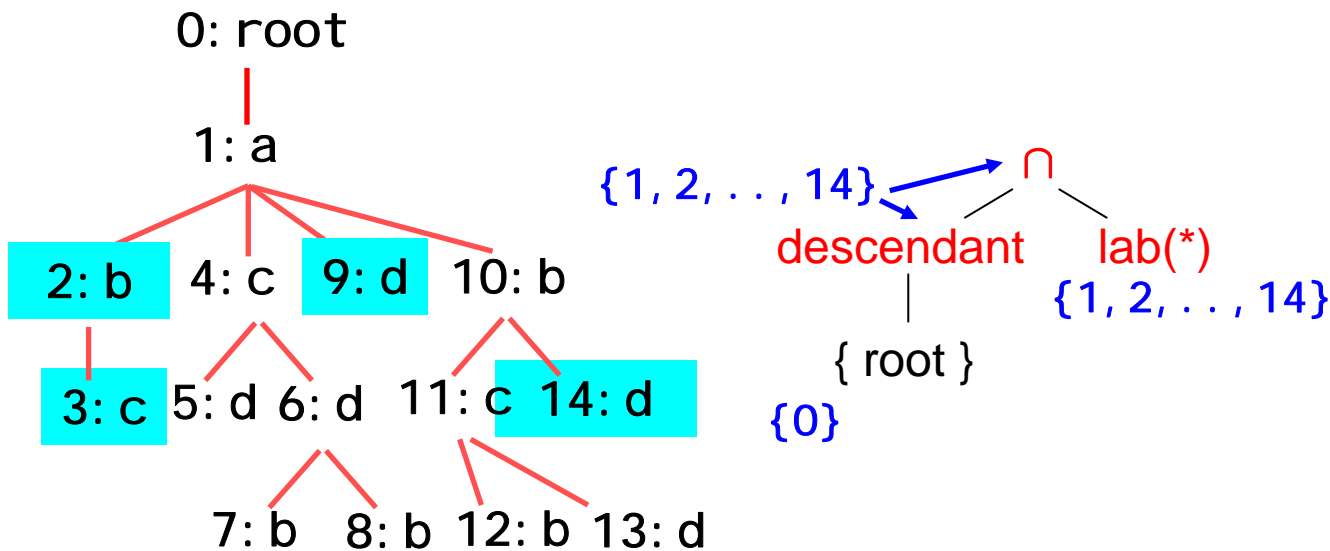 0: root
1: a
2: b 4: c 9: d 10: b
3: c 5: d 6: d 11: c 14: d
7: b 8: b 12: b 13: d
∩
{1, 2, . . , 14}
descendant lab(*)
{1, 2, . . , 14}
{ root }
{0}